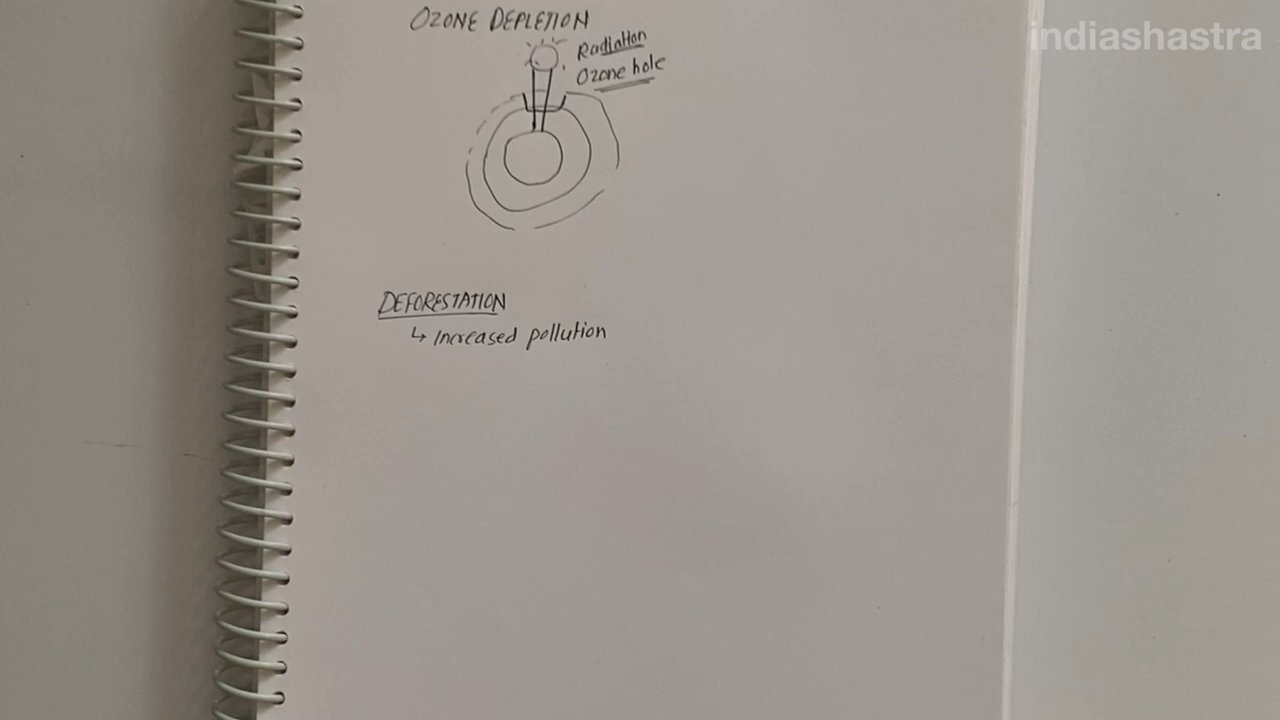 OZONE DEPLETION
Radiation
Ozone hole
DEFORESTATION
↳ Increased pollution
indiashastra